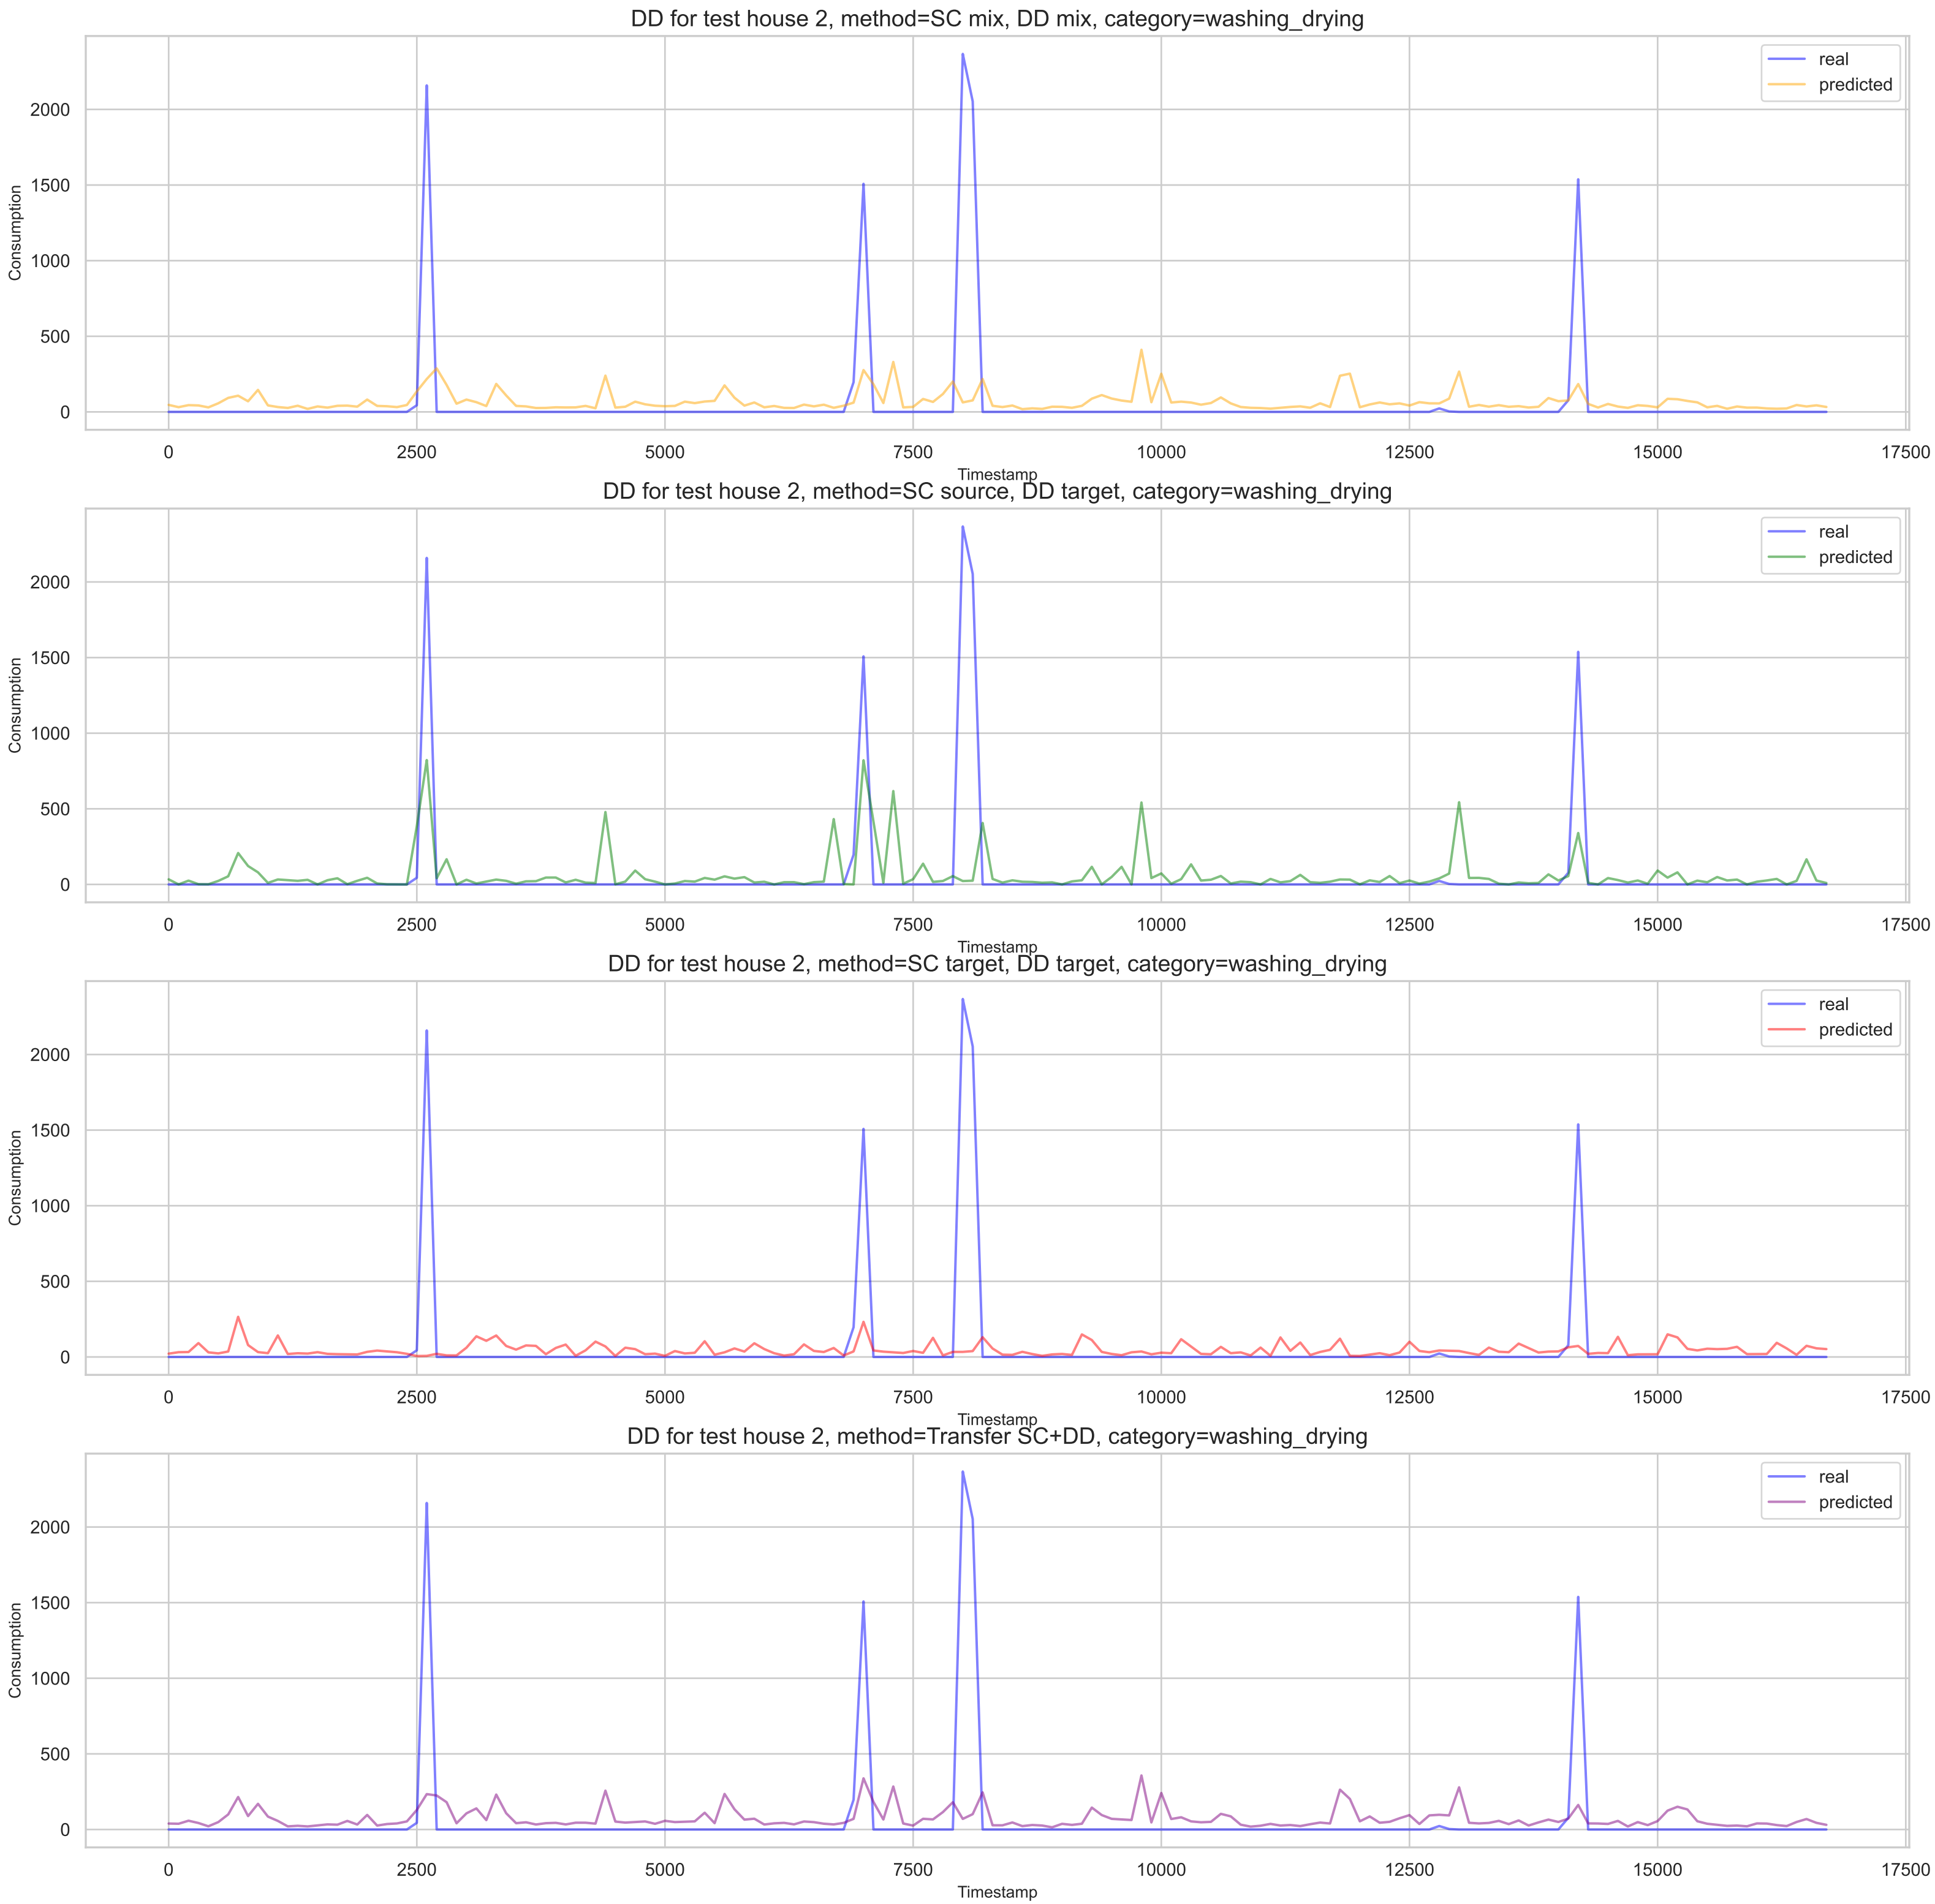 DD for test house 2, method=SC mix, DD mix, category=washing_drying
real
predicted
Consumption
2000
1500
1000
500
0
0 2500 5000 7500 10000 12500 15000 17500
Timestamp
DD for test house 2, method=SC source, DD target, category=washing_drying
real
predicted
Consumption
2000
1500
1000
500
0
0 2500 5000 7500 10000 12500 15000 17500
Timestamp
DD for test house 2, method=SC target, DD target, category=washing_drying
real
predicted
Consumption
2000
1500
1000
500
0
0 2500 5000 7500 10000 12500 15000 17500
Timestamp
DD for test house 2, method=Transfer SC+DD, category=washing_drying
real
predicted
Consumption
2000
1500
1000
500
0
0 2500 5000 7500 10000 12500 15000 17500
Timestamp